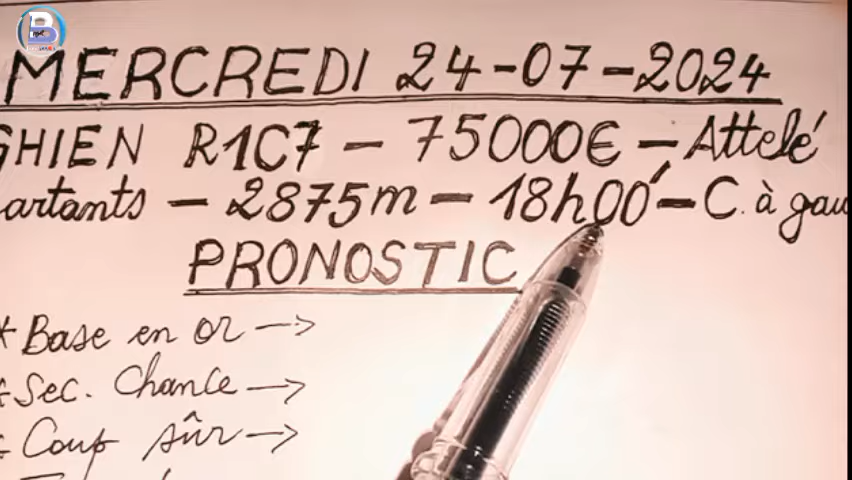 MERCREDI 24-07-2024
GHIEN R1C7 - 75000€ - Attelé
artants - 2875m - 18h00' - C. à gau
PRONOSTIC
* Base en or -->
* Sec. Chance -->
* Coup sûr -->